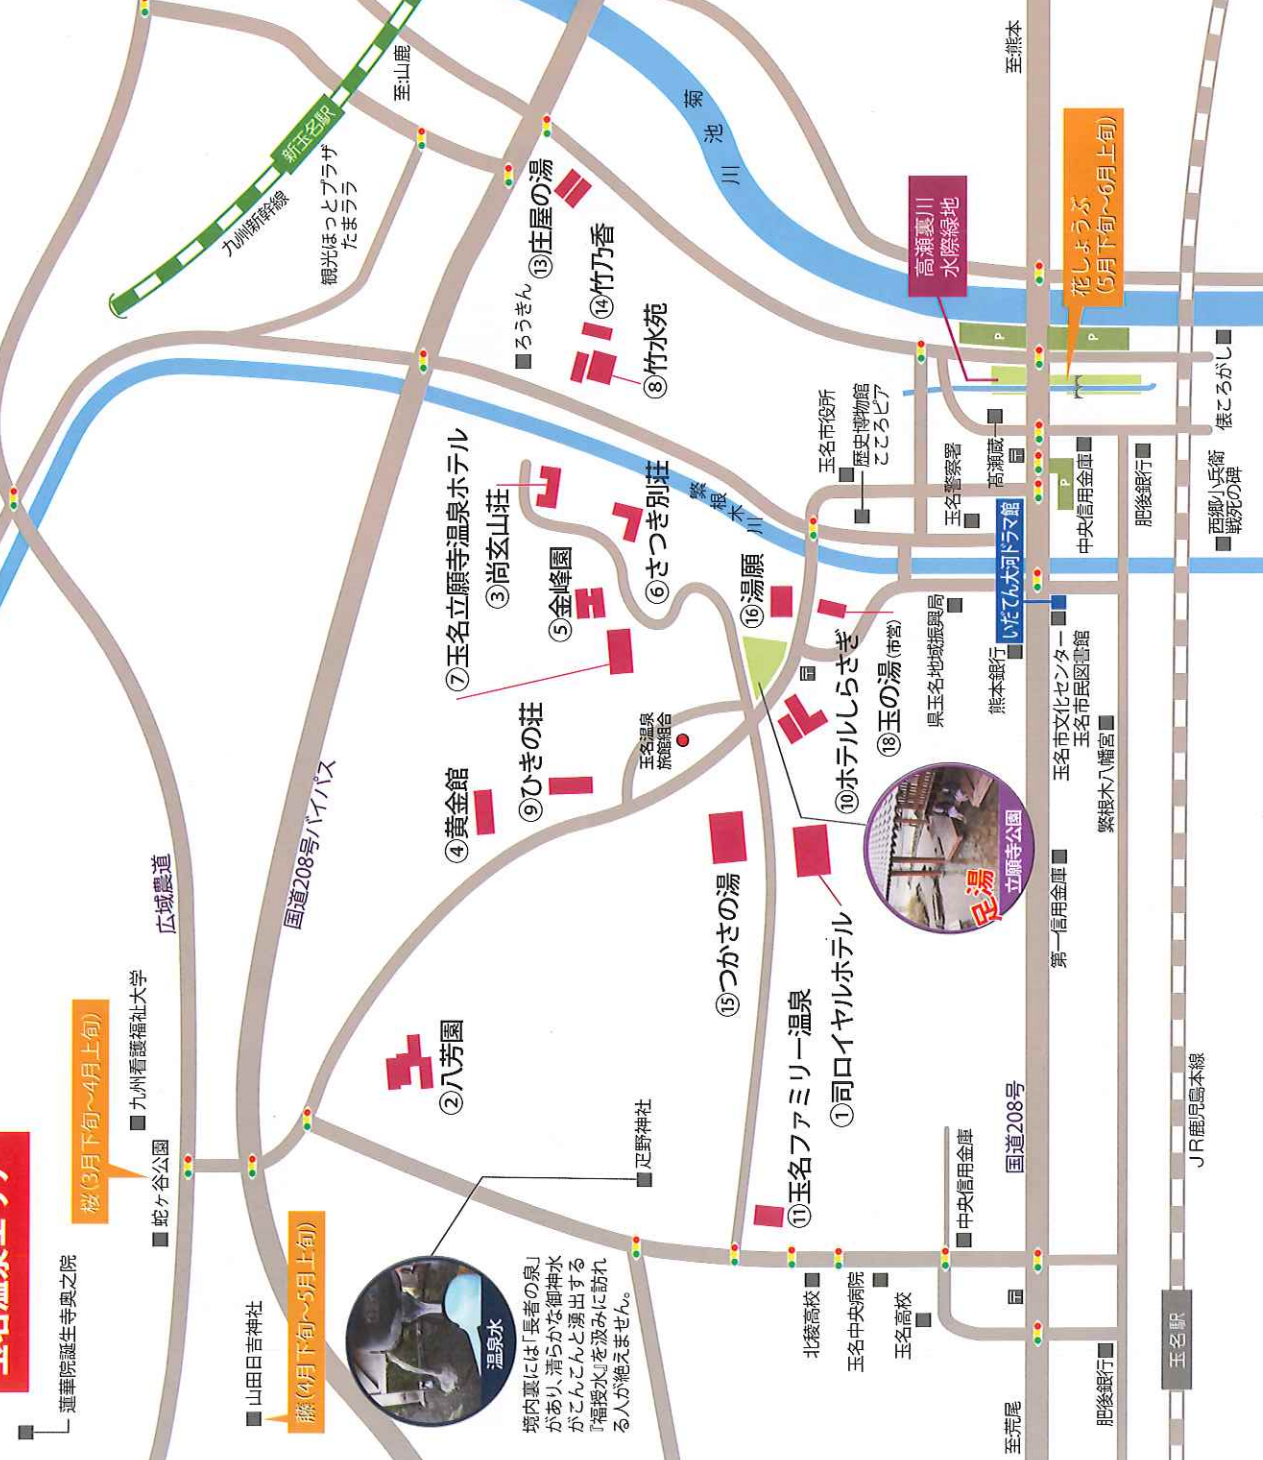 蓮華院誕生寺奥之院
桜(3月下旬〜4月上旬)
九州看護福祉大学
蛇ヶ谷公園
広域農道
山田日吉神社
藤(4月下旬〜5月上旬)
国道208号バイパス
九州新幹線
新玉名駅
観光ほっとプラザ
たまララ
至:山鹿
温泉水
境内裏には「長者の泉」
があり、清らかな御神水
がこんこんと湧出する
『福授水』を汲みに訪れ
る人が絶えません。
疋野神社
②八芳園
④黄金館
⑨ひきの荘
⑦玉名立願寺温泉ホテル
③尚玄山荘
⑤金峰園
⑥さつき別荘
ろうきん
⑬庄屋の湯
⑭竹乃香
⑧竹水苑
菊池川
繁根木川
玉名温泉
旅館組合
⑮つかさの湯
⑪玉名ファミリー温泉
①司ロイヤルホテル
⑯湯願
⑩ホテルしらさぎ
⑱玉の湯(市営)
足湯
立願寺公園
玉名市役所
歴史博物館
こころピア
高瀬裏川
水際緑地
花しょうぶ
(5月下旬〜6月上旬)
玉名警察署
高瀬蔵
県玉名地域振興局
熊本銀行
いだてん大河ドラマ館
玉名市文化センター
玉名市民図書館
繁根木八幡宮
第一信用金庫
中央信用金庫
肥後銀行
俵ころがし
西郷小兵衛
戦死の碑
P
P
P
至:熊本
国道208号
JR鹿児島本線
中央信用金庫
北稜高校
玉名中央病院
玉名高校
肥後銀行
玉名駅
至:荒尾